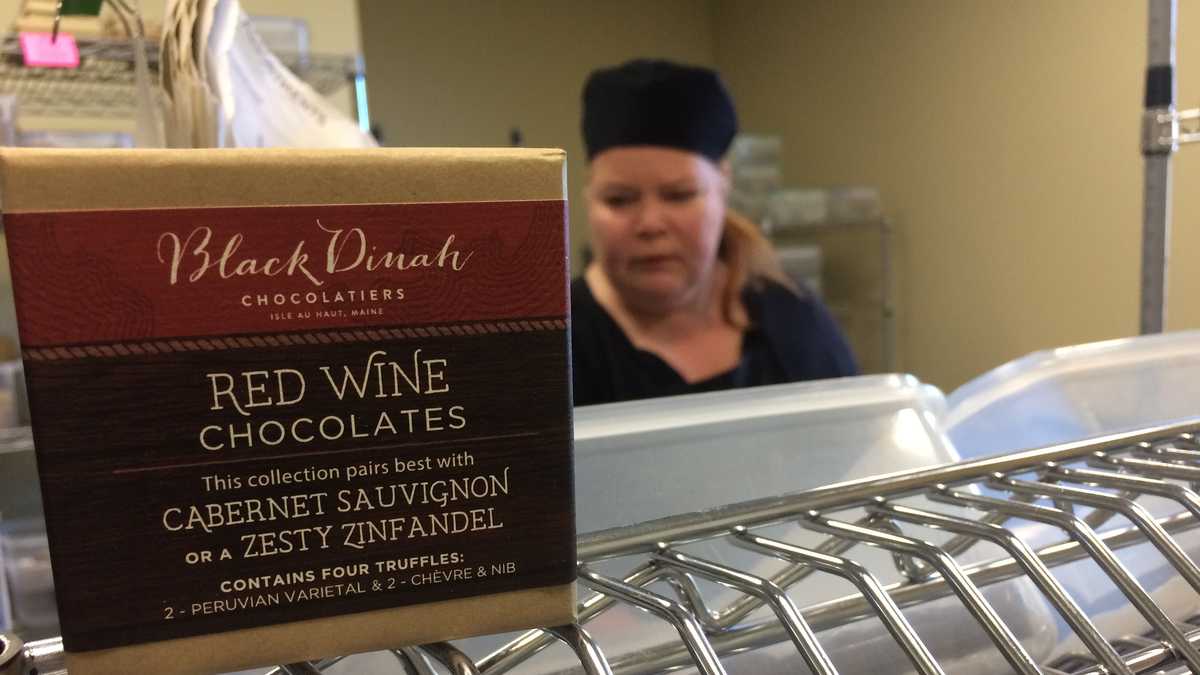 Black Dinah
CHOCOLATIERS
ISLE AU HAUT, MAINE
RED WINE
CHOCOLATES
This collection pairs best with
CABERNET SAUVIGNON
OR A ZESTY ZINFANDEL
CONTAINS FOUR TRUFFLES:
2 - PERUVIAN VARIETAL & 2 - CHÈVRE & NIB